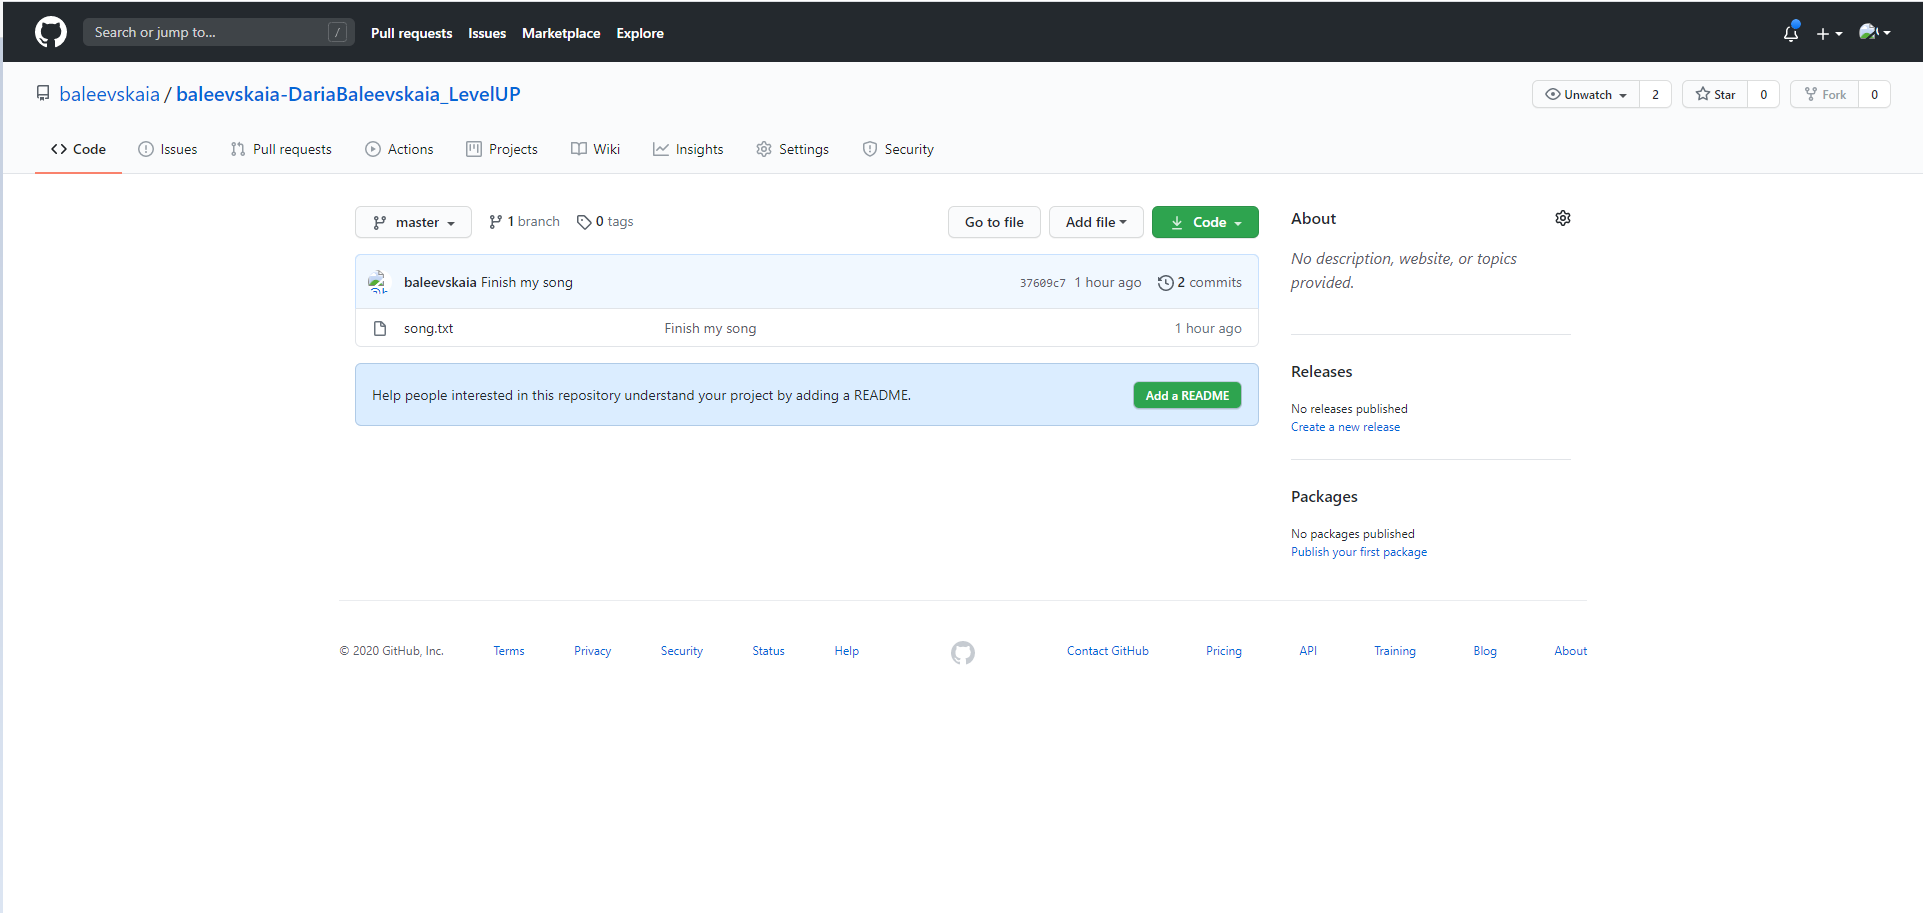 Search or jump to... /
Pull requests Issues Marketplace Explore
baleevskaia / baleevskaia-DariaBaleevskaia_LevelUP
Unwatch 2 Star 0 Fork 0
Code Issues Pull requests Actions Projects Wiki Insights Settings Security
master 1 branch 0 tags Go to file Add file Code
baleevskaia Finish my song 37609c7 1 hour ago 2 commits
song.txt Finish my song 1 hour ago
Help people interested in this repository understand your project by adding a README. Add a README
About
No description, website, or topics
provided.
Releases
No releases published
Create a new release
Packages
No packages published
Publish your first package
© 2020 GitHub, Inc. Terms Privacy Security Status Help Contact GitHub Pricing API Training Blog About